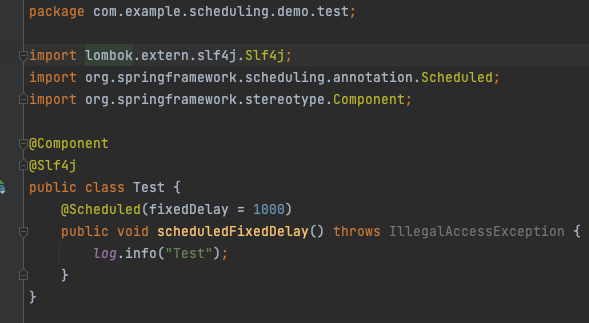 package com.example.scheduling.demo.test;
import lombok.extern.slf4j.Slf4j;
import org.springframework.scheduling.annotation.Scheduled;
import org.springframework.stereotype.Component;
@Component
@Slf4j
public class Test {
@Scheduled(fixedDelay = 1000)
public void scheduledFixedDelay() throws IllegalAccessException {
log.info("Test");
}
}